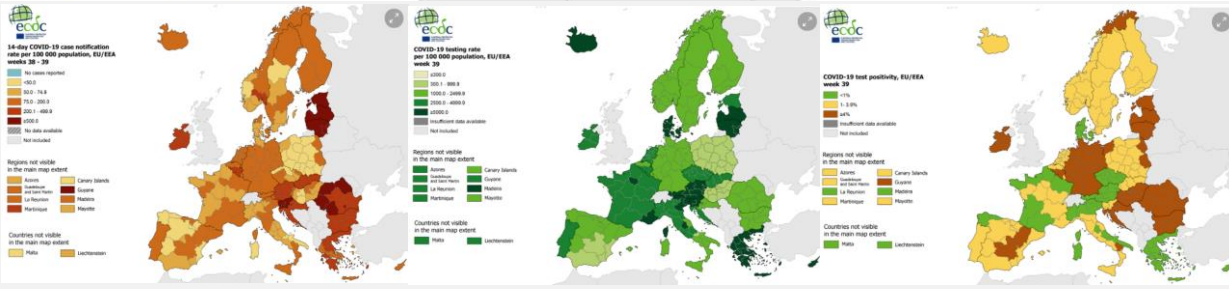 ecdc
14-day COVID-19 case notification
rate per 100 000 population, EU/EEA
weeks 38 - 39
No cases reported
<50.0
50.0 - 74.9
75.0 - 200.0
200.1 - 499.9
≥500.0
No data available
Not included
Regions not visible
in the main map extent
Azores
Canary Islands
Guadeloupe
and Saint Martin
Guyane
La Reunion
Madeira
Martinique
Mayotte
Countries not visible
in the main map extent
Malta
Liechtenstein
ecdc
COVID-19 testing rate
per 100 000 population, EU/EEA
week 39
≤300.0
300.1 - 999.9
1000.0 - 2499.9
2500.0 - 4999.9
≥5000.0
Insufficient data available
Not included
Regions not visible
in the main map extent
Azores
Canary Islands
Guadeloupe
and Saint Martin
Guyane
La Reunion
Madeira
Martinique
Mayotte
Countries not visible
in the main map extent
Malta
Liechtenstein
ecdc
COVID-19 test positivity, EU/EEA
week 39
<1%
1- 3.9%
≥4%
Insufficient data available
Not included
Regions not visible
in the main map extent
Azores
Canary Islands
Guadeloupe
and Saint Martin
Guyane
La Reunion
Madeira
Martinique
Mayotte
Countries not visible
in the main map extent
Malta
Liechtenstein